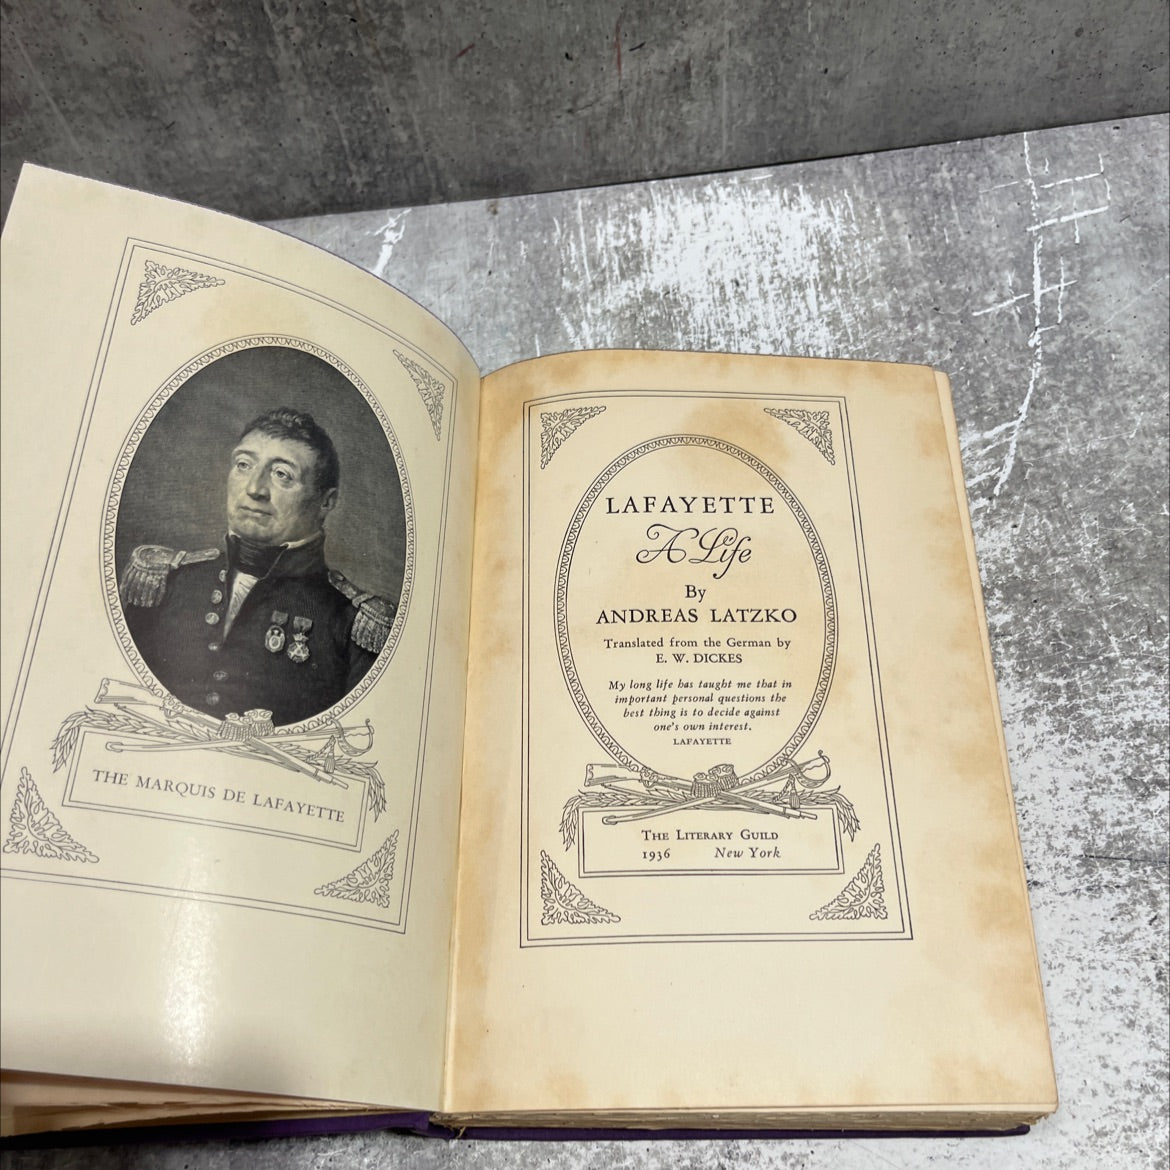 THE MARQUIS DE LAFAYETTE
LAFAYETTE
A Life
By
ANDREAS LATZKO
Translated from the German by
E. W. DICKES
My long life has taught me that in
important personal questions the
best thing is to decide against
one's own interest.
LAFAYETTE
THE LITERARY GUILD
1936 New York